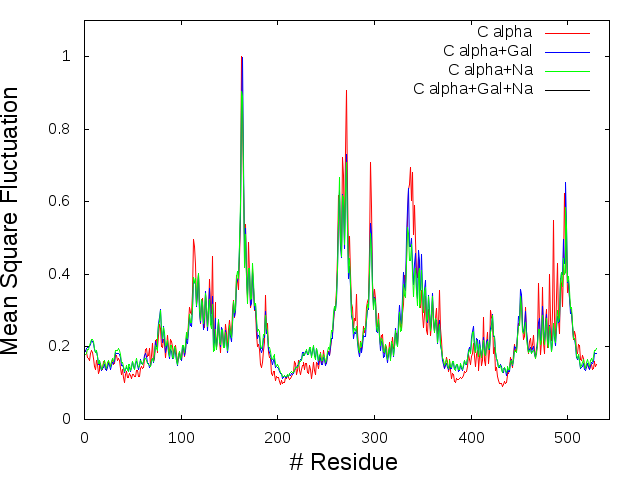 C alpha
C alpha+Gal
C alpha+Na
C alpha+Gal+Na
Mean Square Fluctuation
1
0.8
0.6
0.4
0.2
0
0 100 200 300 400 500
# Residue